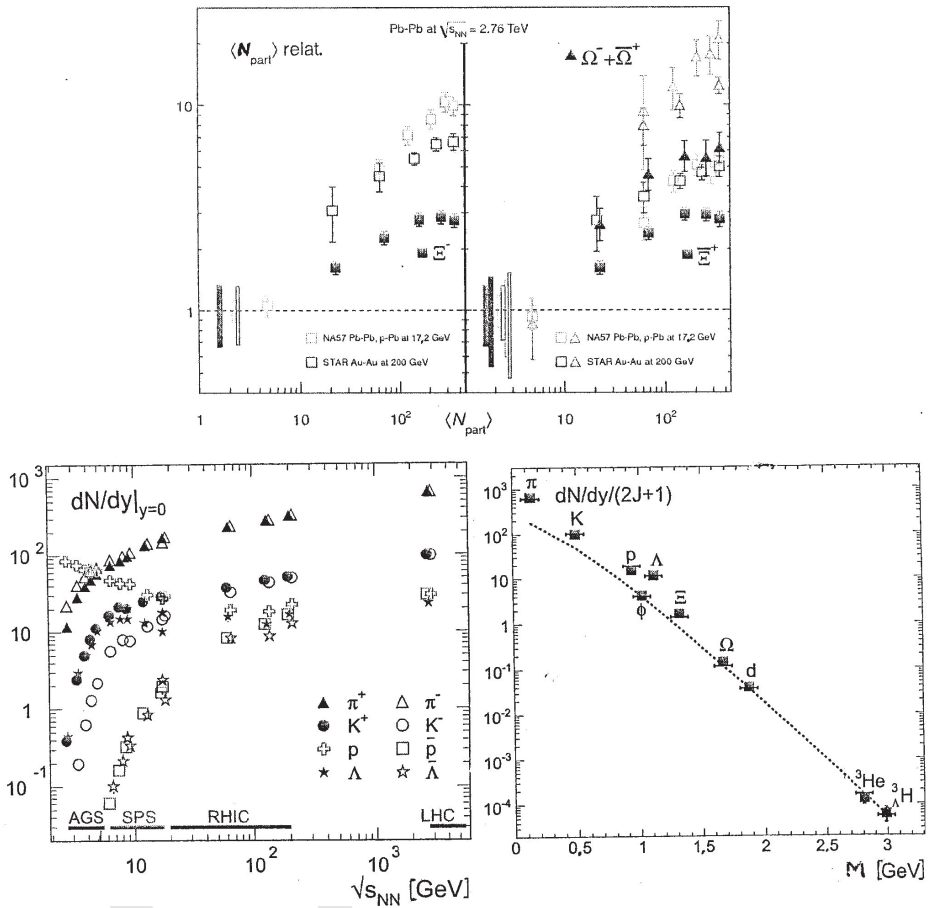 Pb-Pb at √sNN = 2.76 TeV
⟨Npart⟩ relat.
Ω⁻+Ω̄⁺
10
Ξ⁻
Ξ̄⁺
1
NA57 Pb-Pb, p-Pb at 17,2 GeV
STAR Au-Au at 200 GeV
NA57 Pb-Pb, p-Pb at 17,2 GeV
STAR Au-Au at 200 GeV
1 10 10² 10 10²
⟨Npart⟩
dN/dy|y=0
10³
10²
10
1
10⁻¹
π⁺ π⁻
K⁺ K⁻
p p̄
Λ Λ̄
AGS SPS RHIC LHC
10 10² 10³
√sNN [GeV]
dN/dy/(2J+1)
10³
10²
10
1
10⁻¹
10⁻²
10⁻³
10⁻⁴
π
K
p Λ
ϕ Ξ
Ω
d
³He ³ΛH
0 0,5 1 1,5 2 2,5 3
M [GeV]